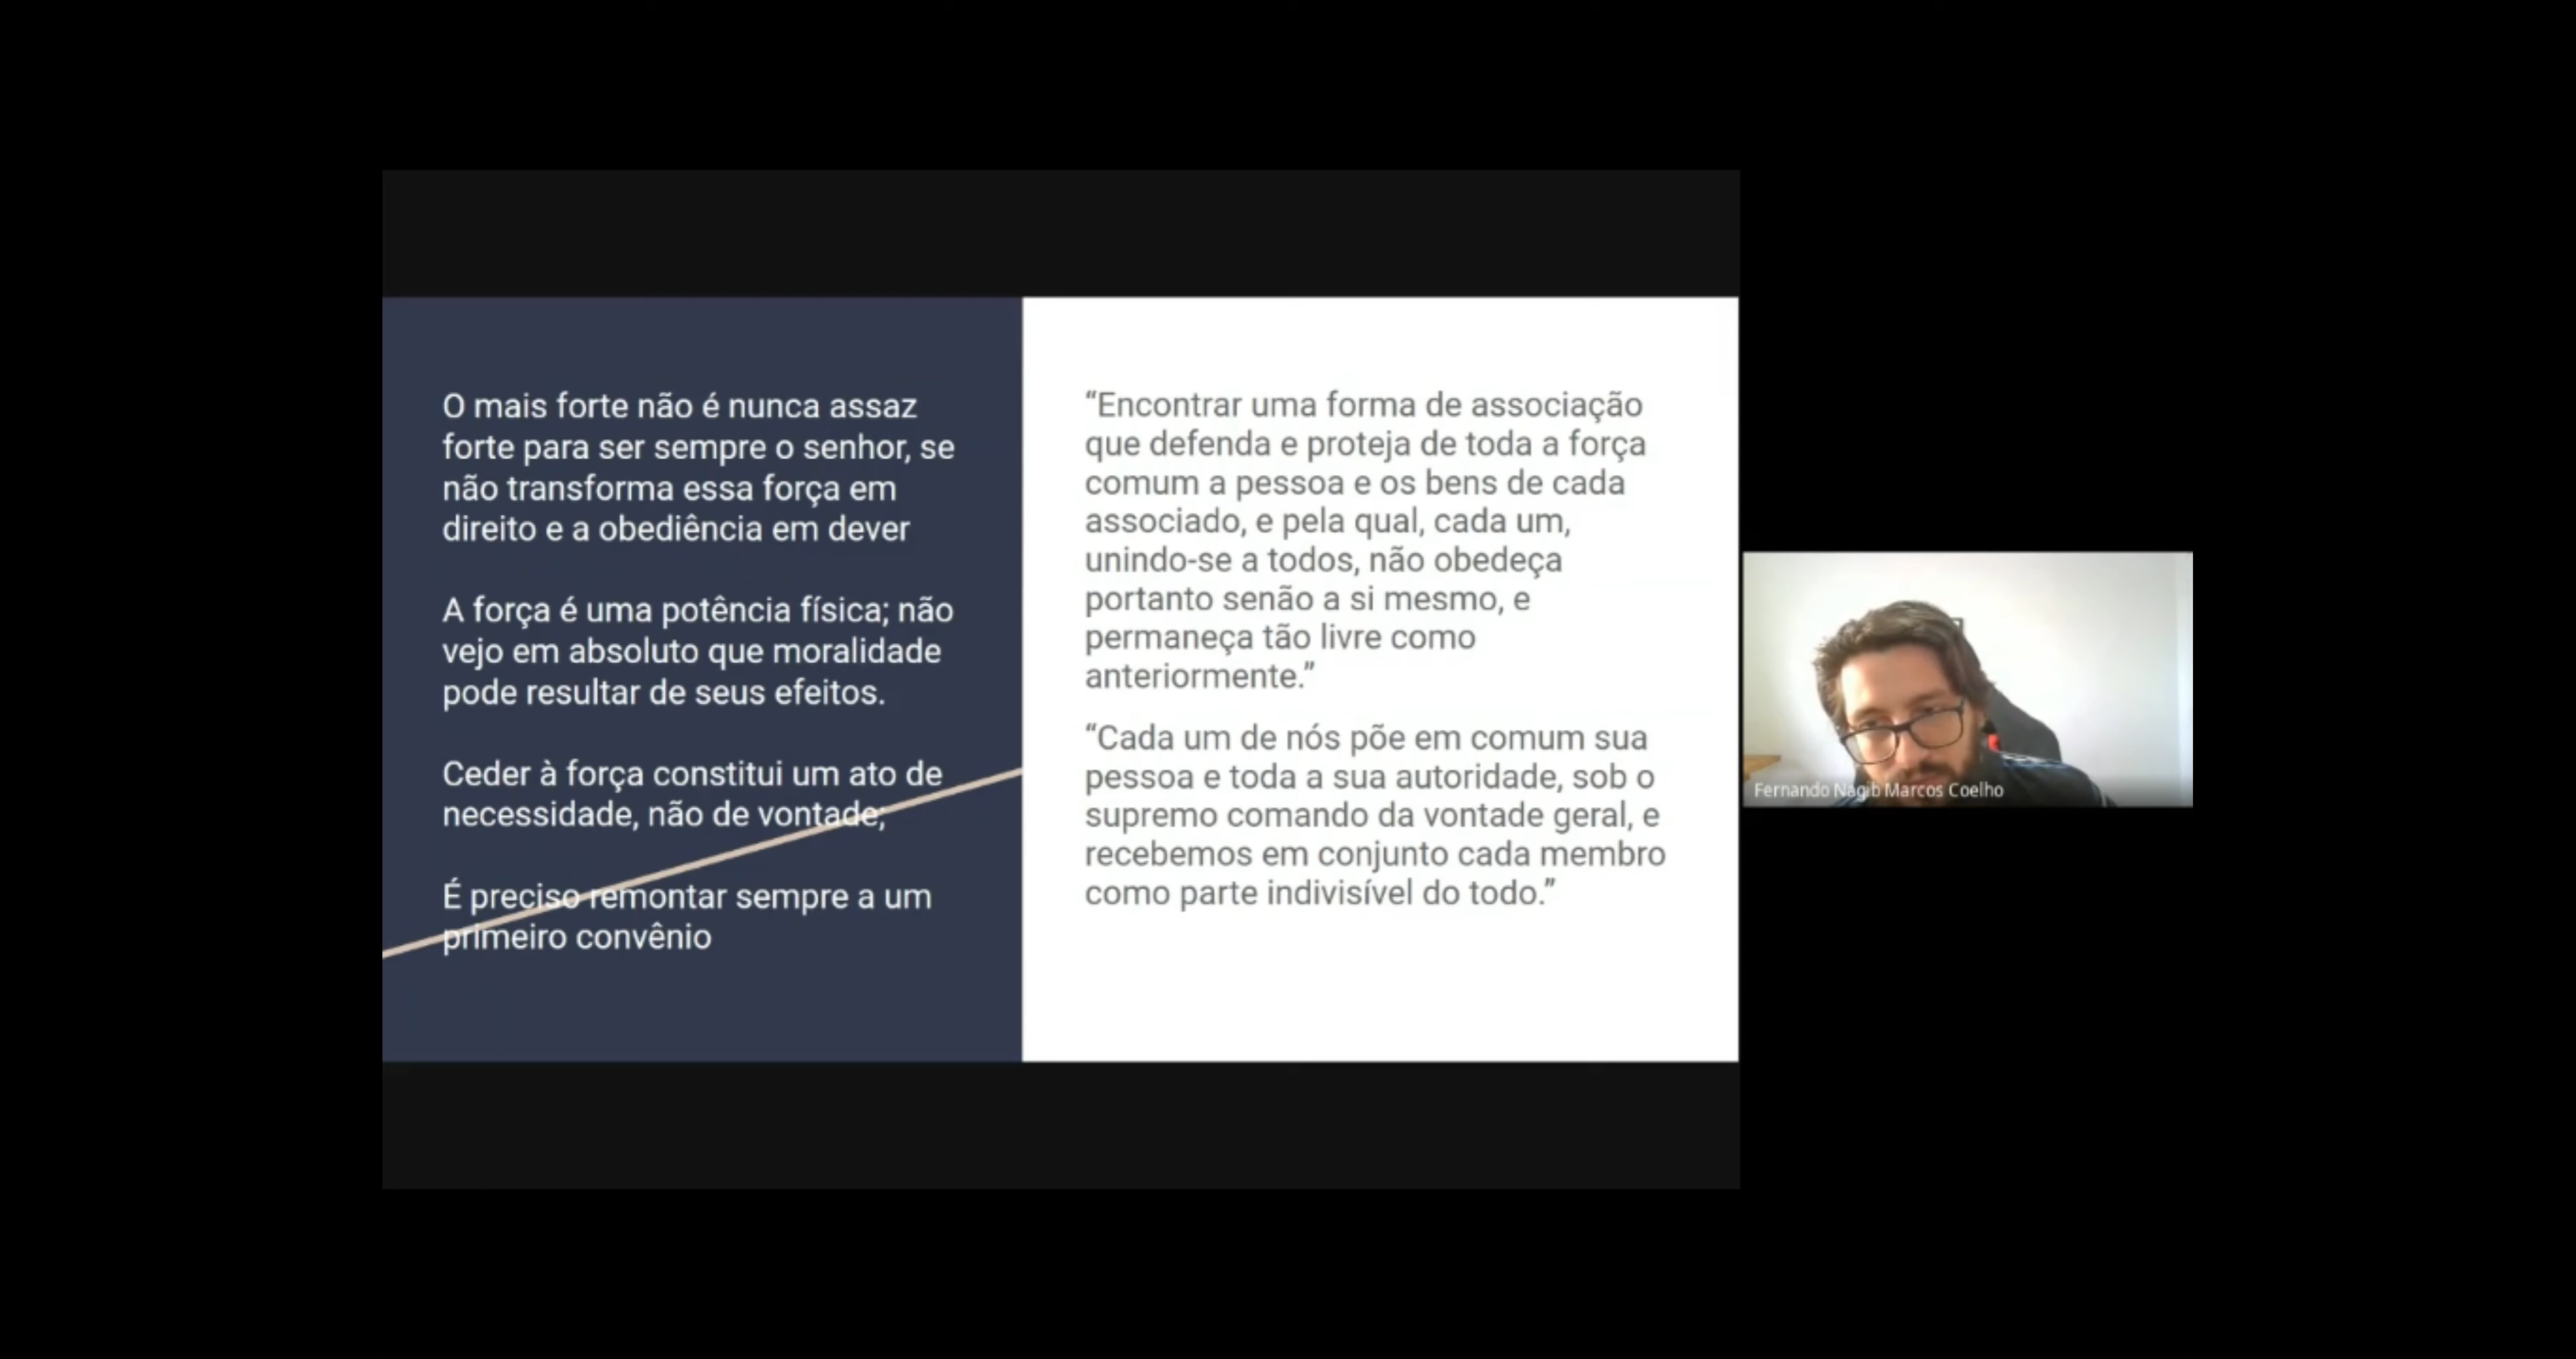 O mais forte não é nunca assaz
forte para ser sempre o senhor, se
não transforma essa força em
direito e a obediência em dever
A força é uma potência física; não
vejo em absoluto que moralidade
pode resultar de seus efeitos.
Ceder à força constitui um ato de
necessidade, não de vontade;
É preciso remontar sempre a um
primeiro convênio
“Encontrar uma forma de associação
que defenda e proteja de toda a força
comum a pessoa e os bens de cada
associado, e pela qual, cada um,
unindo-se a todos, não obedeça
portanto senão a si mesmo, e
permaneça tão livre como
anteriormente.”
“Cada um de nós põe em comum sua
pessoa e toda a sua autoridade, sob o
supremo comando da vontade geral, e
recebemos em conjunto cada membro
como parte indivisível do todo.”
Fernando Nagib Marcos Coelho